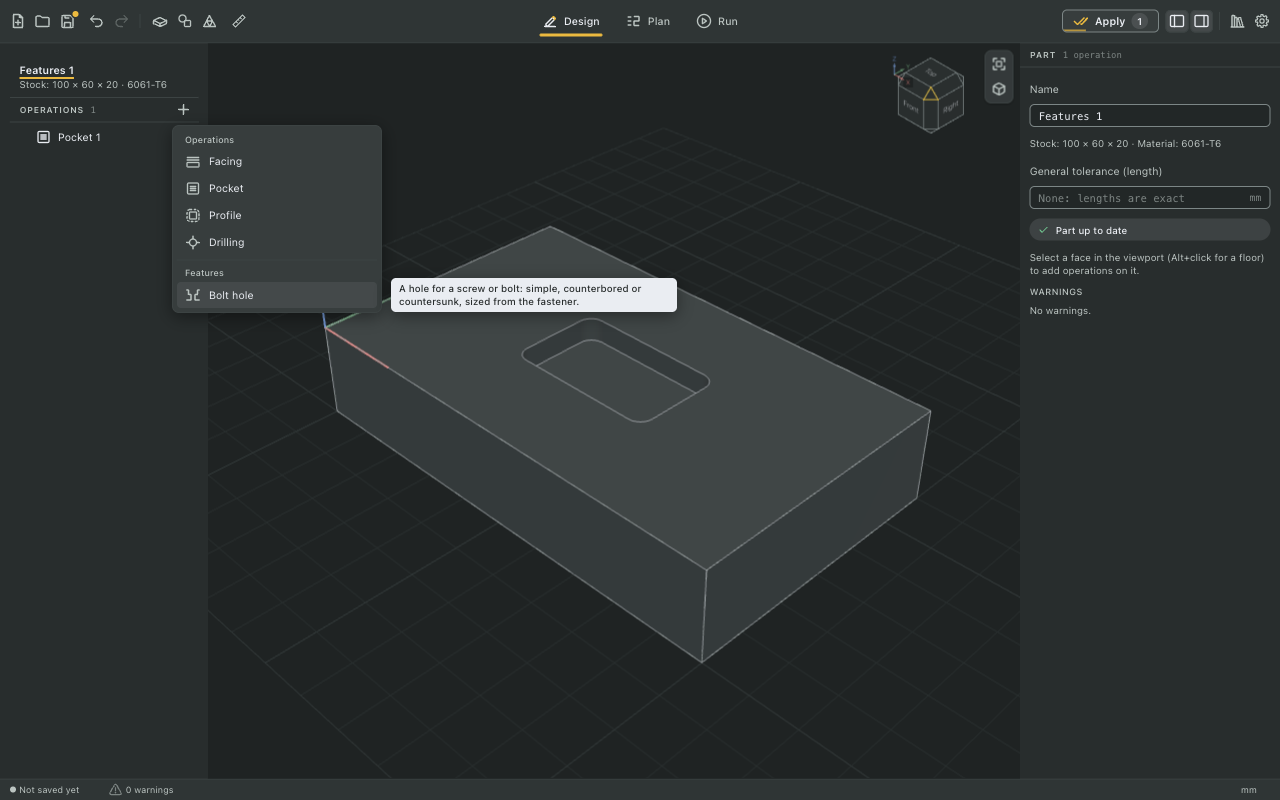 Design
Plan
Run
Apply 1
Features 1
Stock: 100 × 60 × 20 · 6061-T6
OPERATIONS 1
Pocket 1
Operations
Facing
Pocket
Profile
Drilling
Features
Bolt hole
A hole for a screw or bolt: simple, counterbored or
countersunk, sized from the fastener.
Top
Front
Right
PART 1 operation
Name
Features 1
Stock: 100 × 60 × 20 · Material: 6061-T6
General tolerance (length)
None: lengths are exact mm
Part up to date
Select a face in the viewport (Alt+click for a floor)
to add operations on it.
WARNINGS
No warnings.
Not saved yet
0 warnings
mm